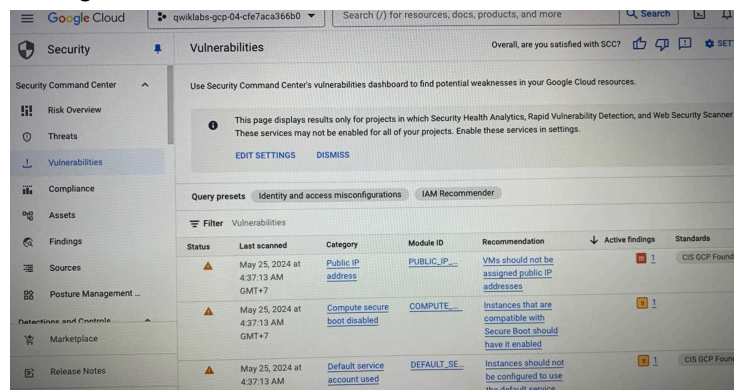 Google Cloud
qwiklabs-gcp-04-cfe7aca366b0
Search (/) for resources, docs, products, and more
Search
Security
Vulnerabilities
Overall, are you satisfied with SCC?
SET
Security Command Center
Use Security Command Center's vulnerabilities dashboard to find potential weaknesses in your Google Cloud resources.
Risk Overview
Threats
Vulnerabilities
Compliance
Assets
Findings
Sources
Posture Management ...
Detections and Controls
Marketplace
Release Notes
This page displays results only for projects in which Security Health Analytics, Rapid Vulnerability Detection, and Web Security Scanner
These services may not be enabled for all of your projects. Enable these services in settings.
EDIT SETTINGS DISMISS
Query presets Identity and access misconfigurations IAM Recommender
Filter Vulnerabilities
Status Last scanned Category Module ID Recommendation Active findings Standards
May 25, 2024 at Public IP PUBLIC_IP_... VMs should not be 1 CIS GCP Found
4:37:13 AM address assigned public IP
GMT+7 addresses
May 25, 2024 at Compute secure COMPUTE_... Instances that are 1
4:37:13 AM boot disabled compatible with
GMT+7 Secure Boot should
have it enabled
May 25, 2024 at Default service DEFAULT_SE... Instances should not 1 CIS GCP Found
4:37:13 AM account used be configured to use
the default service